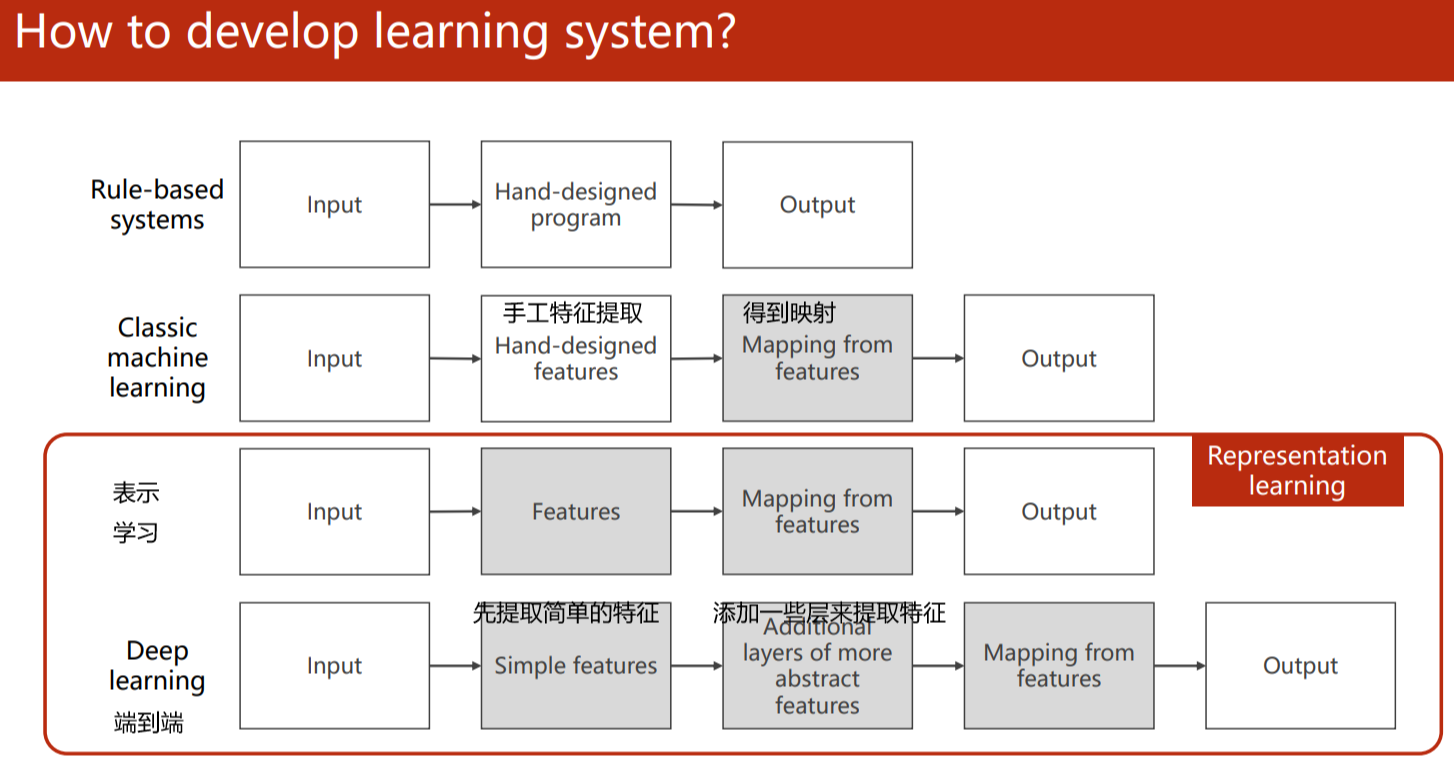 How to develop learning system?
Rule-based
systems
Input
Hand-designed
program
Output
Classic
machine
learning
Input
手工特征提取
Hand-designed
features
得到映射
Mapping from
features
Output
Representation
learning
表示
学习
Input
Features
Mapping from
features
Output
Deep
learning
端到端
Input
先提取简单的特征
Simple features
添加一些层来提取特征
Additional
layers of more
abstract
features
Mapping from
features
Output